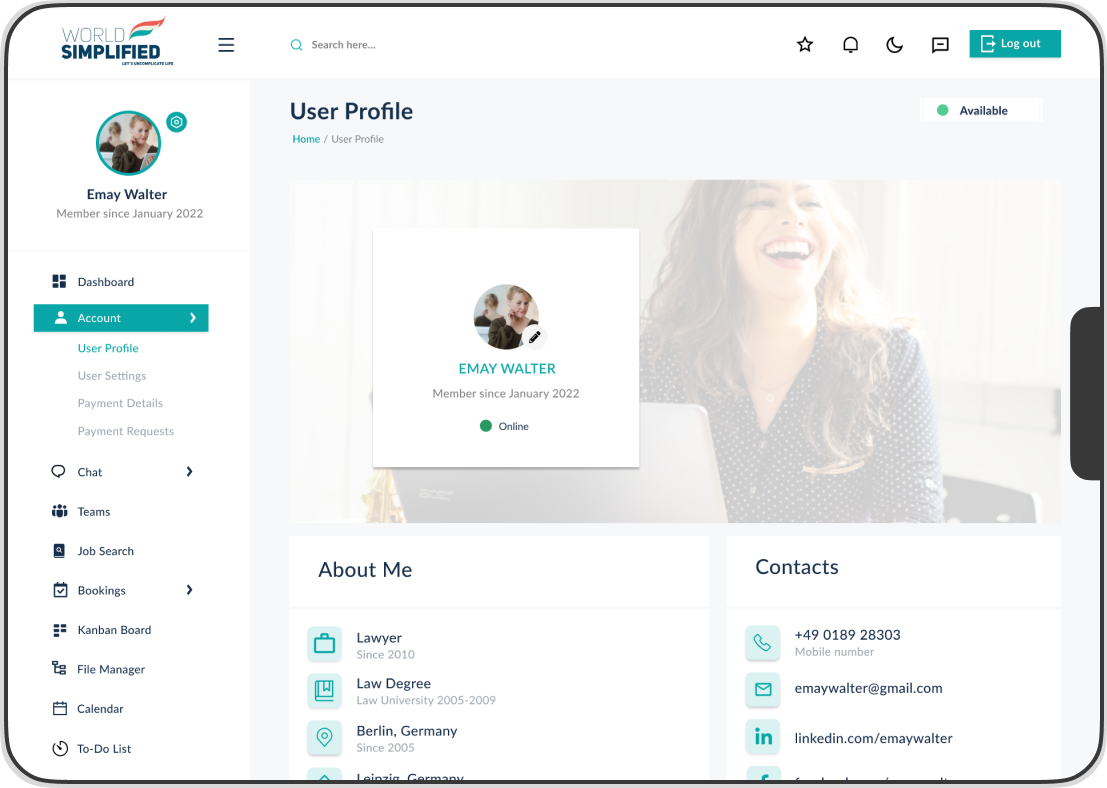 WORLD
SIMPLIFIED
LET'S UNCOMPLICATE LIFE
Search here...
Log out
Emay Walter
Member since January 2022
Dashboard
Account
User Profile
User Settings
Payment Details
Payment Requests
Chat
Teams
Job Search
Bookings
Kanban Board
File Manager
Calendar
To-Do List
User Profile
Available
Home / User Profile
EMAY WALTER
Member since January 2022
Online
About Me
Lawyer
Since 2010
Law Degree
Law University 2005-2009
Berlin, Germany
Since 2005
Leipzig, Germany
Contacts
+49 0189 28303
Mobile number
emaywalter@gmail.com
linkedin.com/emaywalter